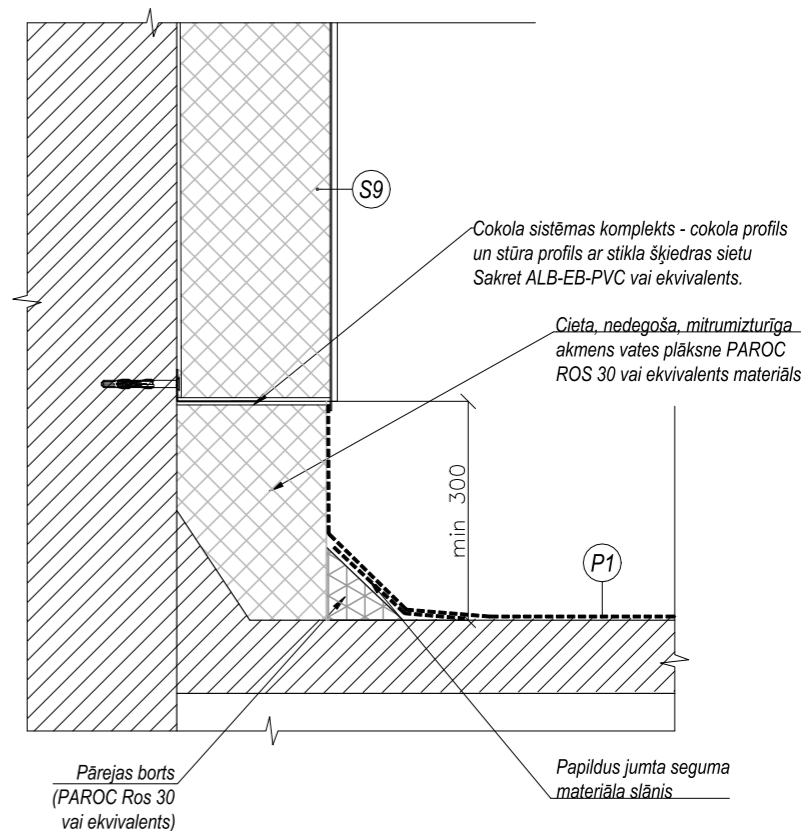 S9
Cokola sistēmas komplekts - cokola profils
un stūra profils ar stikla šķiedras sietu
Sakret ALB-EB-PVC vai ekvivalents.
Cieta, nedegoša, mitrumizturīga
akmens vates plāksne PAROC
ROS 30 vai ekvivalents materiāls
min 300
P1
Pārejas borts
(PAROC Ros 30
vai ekvivalents)
Papildus jumta seguma
materiāla slānis